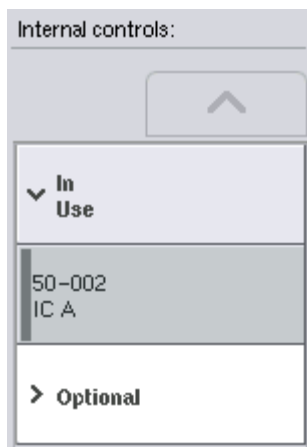 Internal controls:
In
Use
50-002
IC A
Optional